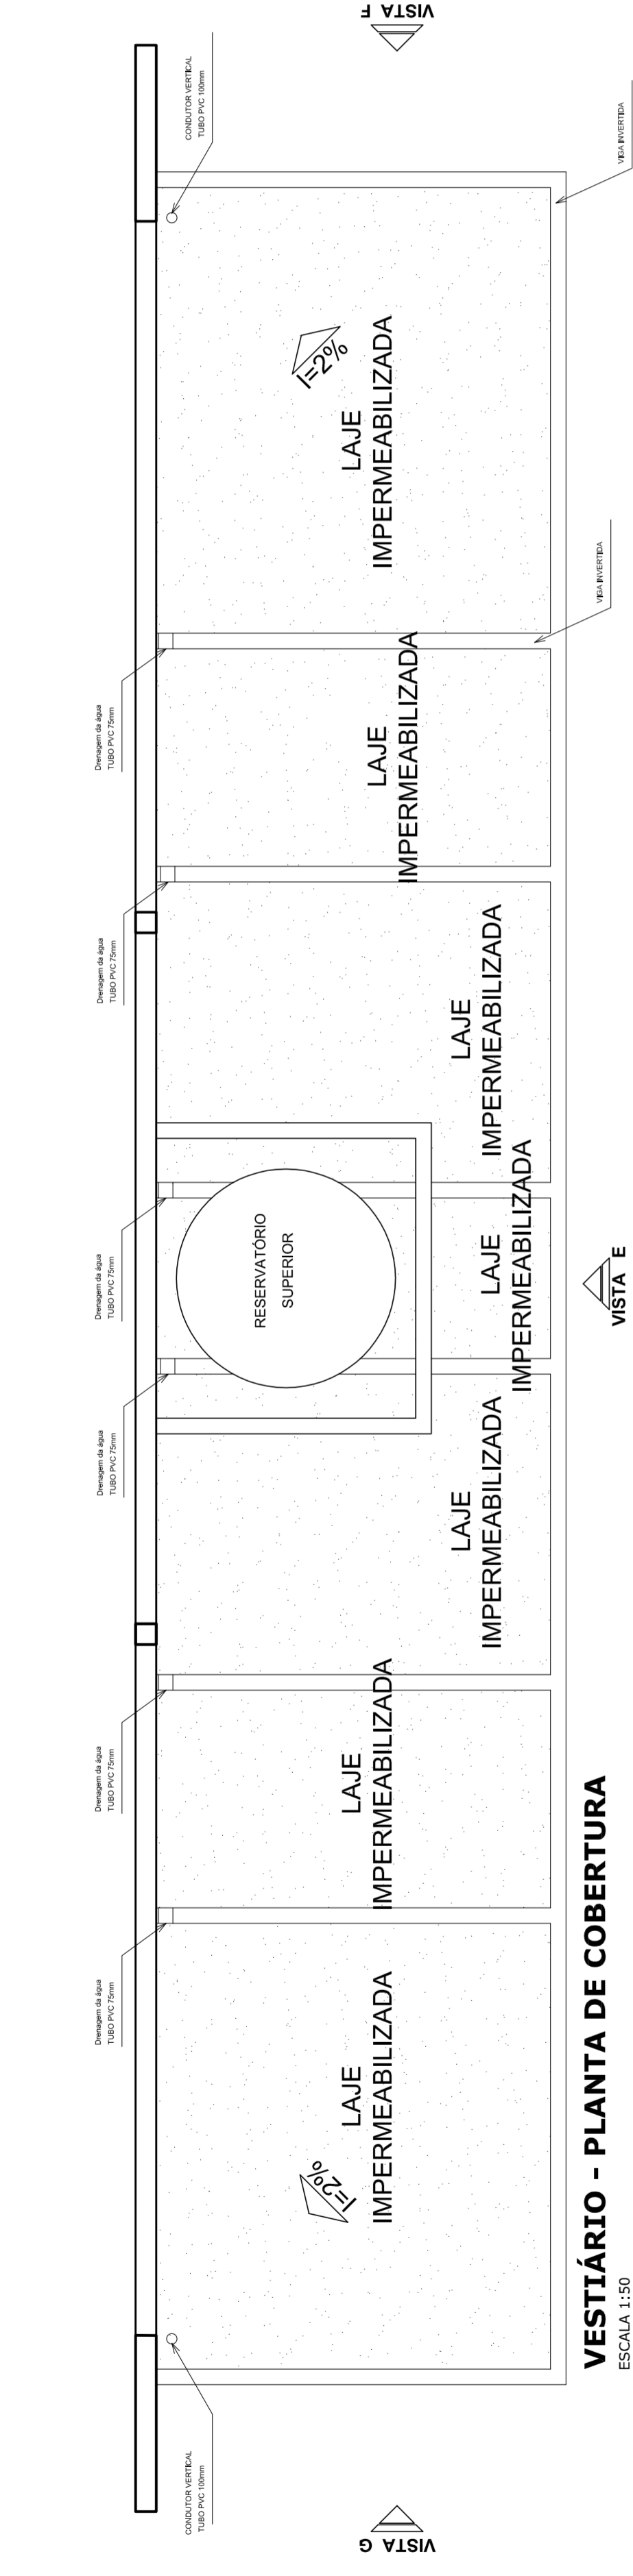 CONDUTOR VERTICAL
TUBO PVC 100mm
Drenagem da água
TUBO PVC 75mm
Drenagem da água
TUBO PVC 75mm
Drenagem da água
TUBO PVC 75mm
Drenagem da água
TUBO PVC 75mm
Drenagem da água
TUBO PVC 75mm
Drenagem da água
TUBO PVC 75mm
CONDUTOR VERTICAL
TUBO PVC 100mm
I=2%
LAJE
IMPERMEABILIZADA
LAJE
IMPERMEABILIZADA
LAJE
IMPERMEABILIZADA
RESERVATÓRIO
SUPERIOR
LAJE
IMPERMEABILIZADA
LAJE
IMPERMEABILIZADA
LAJE
IMPERMEABILIZADA
I=2%
LAJE
IMPERMEABILIZADA
VIGA INVERTIDA
VIGA INVERTIDA
VISTA G
VISTA E
VISTA F
VESTIÁRIO - PLANTA DE COBERTURA
ESCALA 1:50